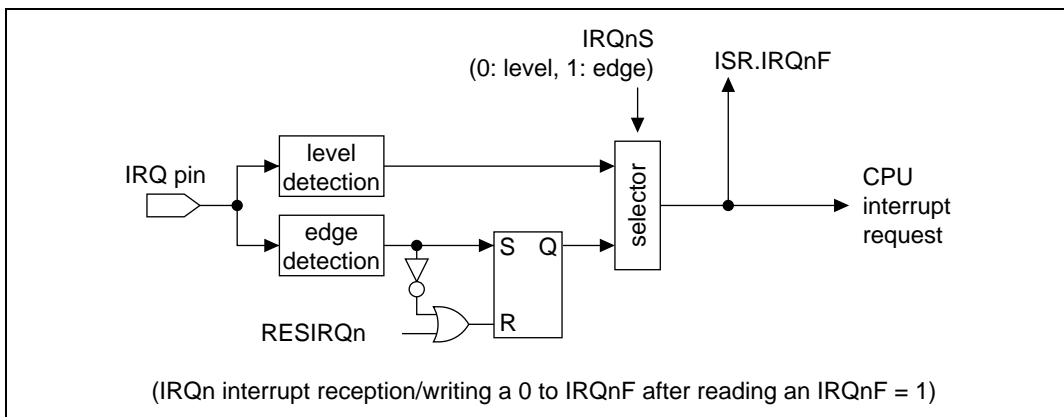 IRQnS
(0: level, 1: edge)
ISR.IRQnF
level
detection
IRQ pin
CPU
interrupt
request
selector
edge
detection
S Q
R
RESIRQn
(IRQn interrupt reception/writing a 0 to IRQnF after reading an IRQnF = 1)